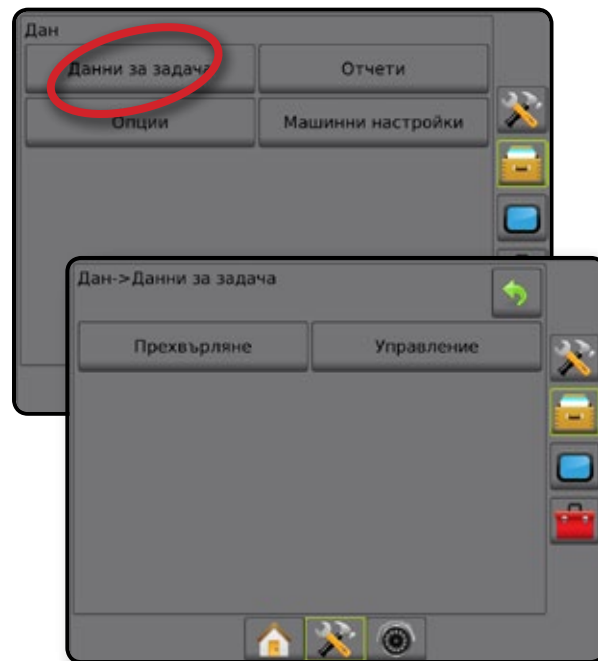 Дан
Данни за задача
Отчети
Опции
Машинни настройки
Дан->Данни за задача
Прехвърляне
Управление